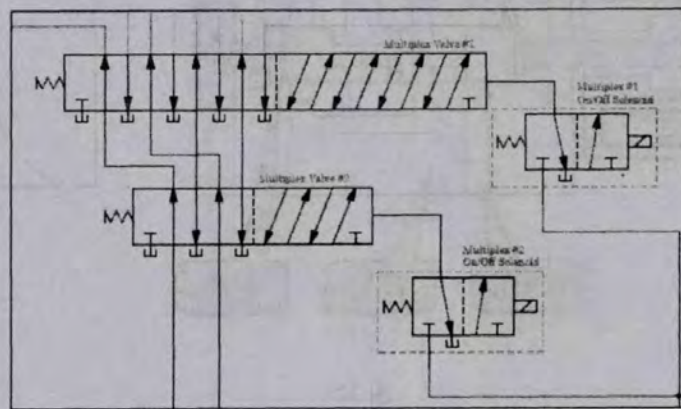 Multiplex Valve #1
Multiplex #1
On/Off Solenoid
Multiplex Valve #2
Multiplex #2
On/Off Solenoid